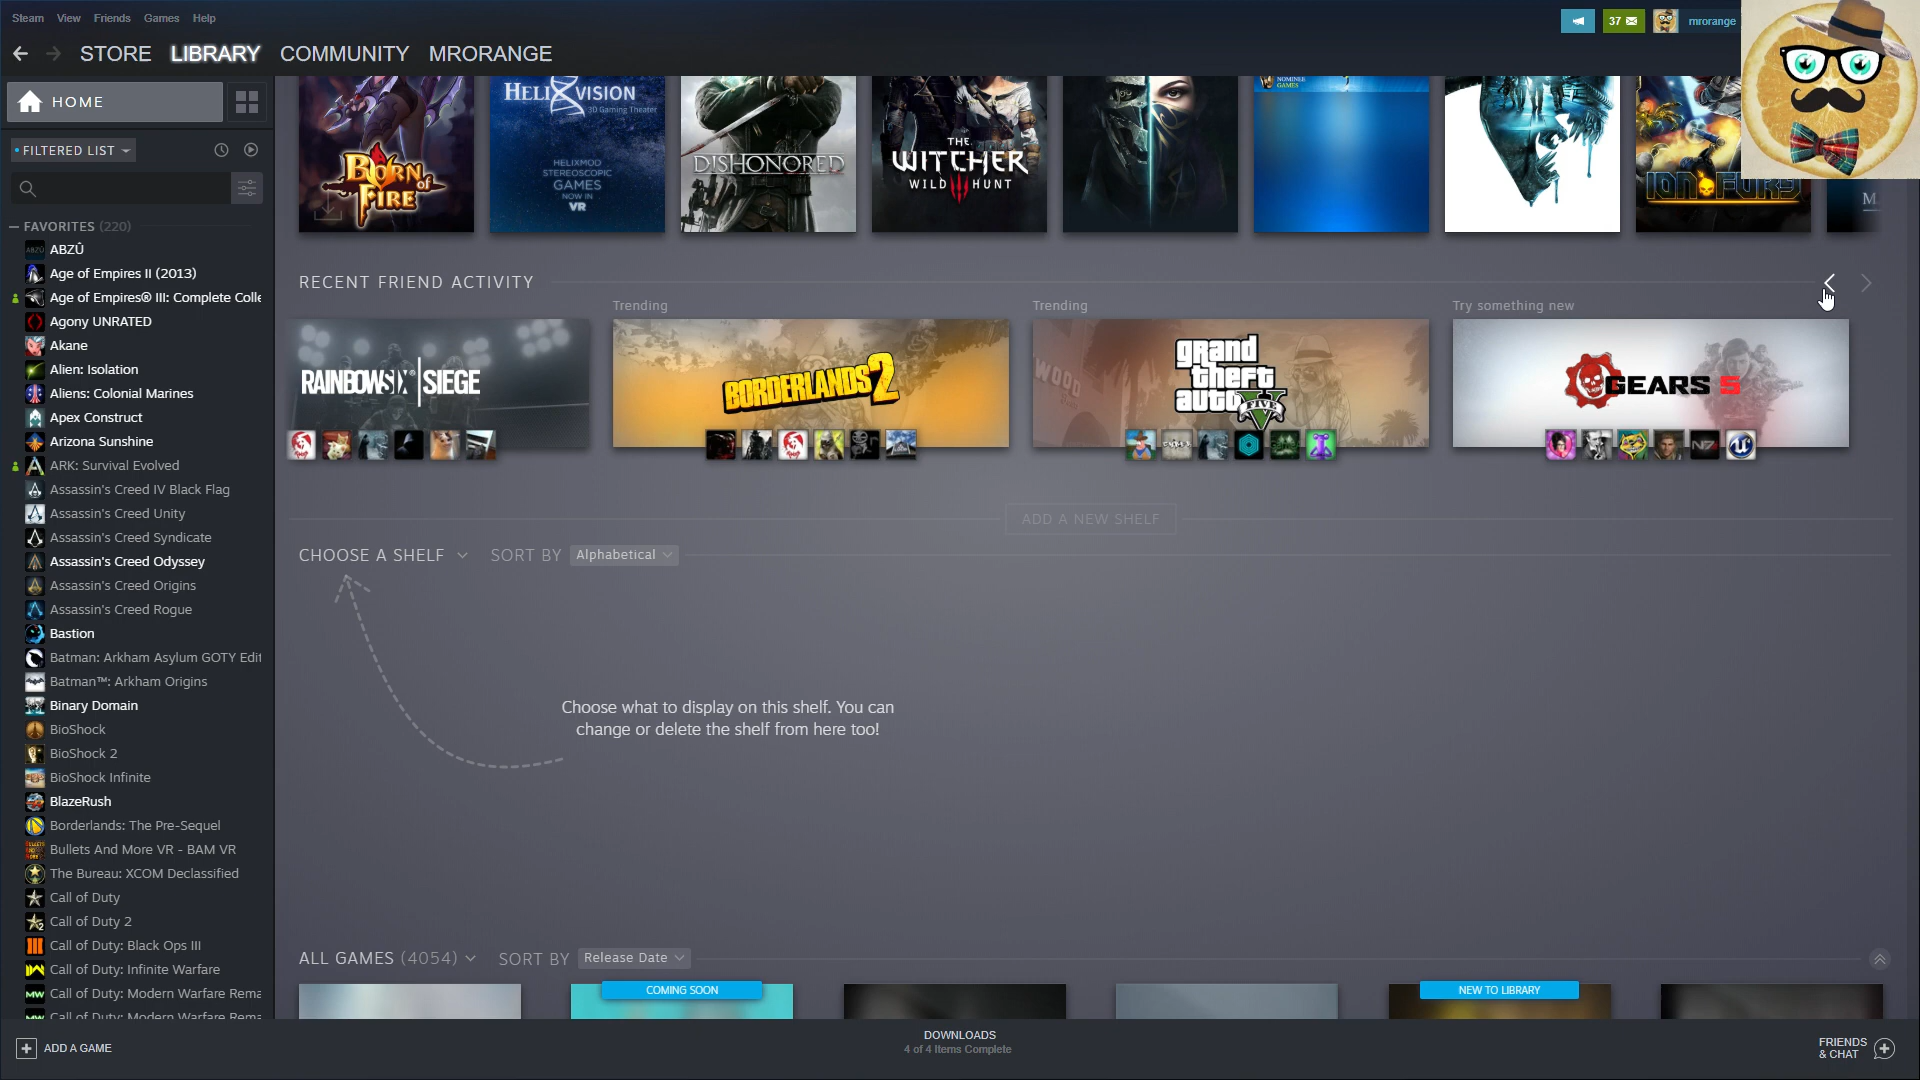 Steam View Friends Games Help
37
mrorange
STORE LIBRARY COMMUNITY MRORANGE
HOME
FILTERED LIST
FAVORITES (220)
ABZÛ
Age of Empires II (2013)
Age of Empires® III: Complete Colle
Agony UNRATED
Akane
Alien: Isolation
Aliens: Colonial Marines
Apex Construct
Arizona Sunshine
ARK: Survival Evolved
Assassin's Creed IV Black Flag
Assassin's Creed Unity
Assassin's Creed Syndicate
Assassin's Creed Odyssey
Assassin's Creed Origins
Assassin's Creed Rogue
Bastion
Batman: Arkham Asylum GOTY Edit
Batman™: Arkham Origins
Binary Domain
BioShock
BioShock 2
BioShock Infinite
BlazeRush
Borderlands: The Pre-Sequel
Bullets And More VR - BAM VR
The Bureau: XCOM Declassified
Call of Duty
Call of Duty 2
Call of Duty: Black Ops III
Call of Duty: Infinite Warfare
Call of Duty: Modern Warfare Rema
Call of Duty: Modern Warfare Rema
ADD A GAME
BORN of FIRE
HELIXVISION
3D Gaming Theater
HELIXMOD
STEREOSCOPIC
GAMES
NOW IN
VR
DISHONORED
THE
WITCHER
WILD HUNT
NOMINEE
GAMES
ION FURY
M
RECENT FRIEND ACTIVITY
Trending
Trending
Try something new
RAINBOWSIX | SIEGE
BORDERLANDS 2
grand
theft
auto
FIVE
GEARS 5
N7
ADD A NEW SHELF
CHOOSE A SHELF SORT BY Alphabetical
Choose what to display on this shelf. You can
change or delete the shelf from here too!
ALL GAMES (4054) SORT BY Release Date
COMING SOON
NEW TO LIBRARY
DOWNLOADS
4 of 4 Items Complete
FRIENDS
& CHAT